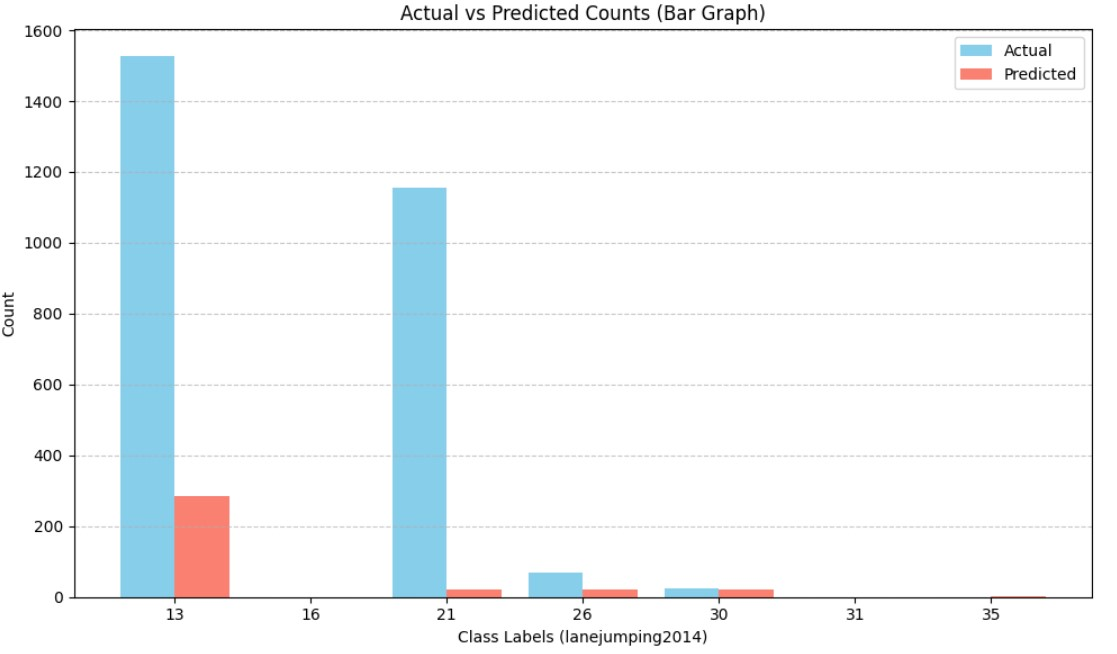 Actual vs Predicted Counts (Bar Graph)
Actual
Predicted
1600
1400
1200
1000
800
600
400
200
0
Count
13 16 21 26 30 31 35
Class Labels (lanejumping2014)